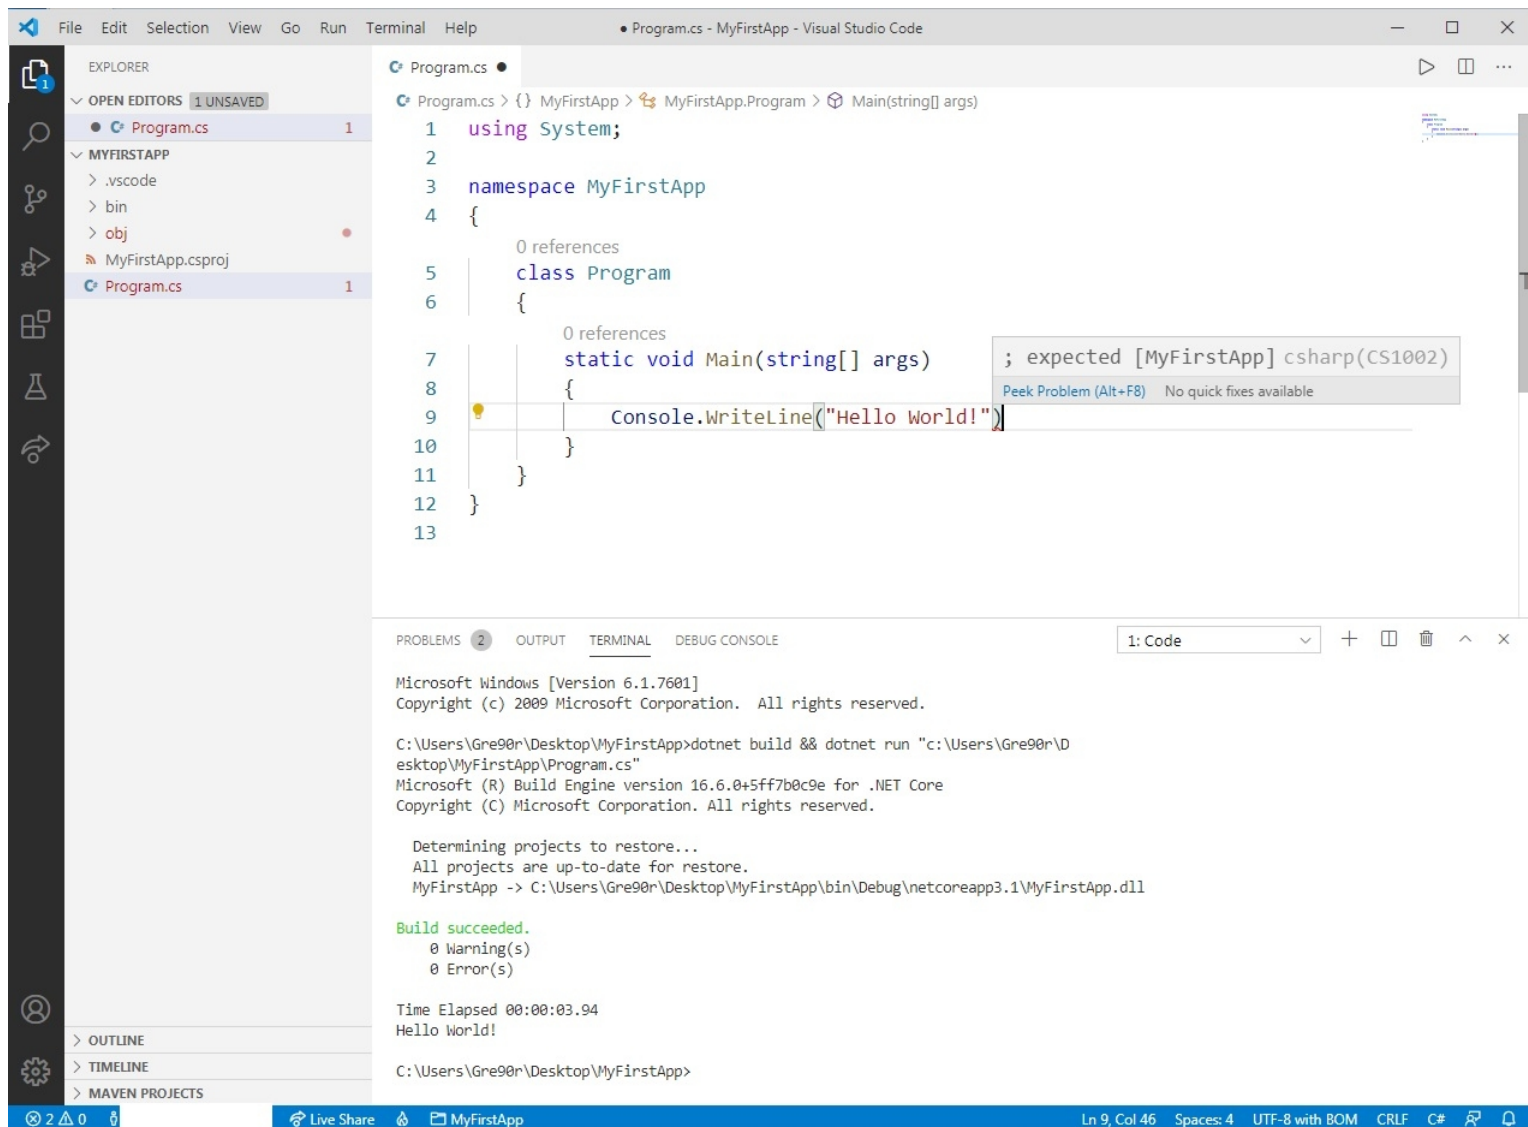 File Edit Selection View Go Run Terminal Help ● Program.cs - MyFirstApp - Visual Studio Code
1
EXPLORER
OPEN EDITORS 1 UNSAVED
● Program.cs 1
MYFIRSTAPP
> .vscode
> bin
> obj
MyFirstApp.csproj
Program.cs 1
> OUTLINE
> TIMELINE
> MAVEN PROJECTS
Program.cs ●
Program.cs > {} MyFirstApp > MyFirstApp.Program > Main(string[] args)
1 using System;
2
3 namespace MyFirstApp
4 {
0 references
5 class Program
6 {
0 references
7 static void Main(string[] args)
8 {
9 Console.WriteLine("Hello World!")
10 }
11 }
12 }
13
; expected [MyFirstApp] csharp(CS1002)
Peek Problem (Alt+F8) No quick fixes available
PROBLEMS 2 OUTPUT TERMINAL DEBUG CONSOLE 1: Code
Microsoft Windows [Version 6.1.7601]
Copyright (c) 2009 Microsoft Corporation.  All rights reserved.
C:\Users\Gre90r\Desktop\MyFirstApp>dotnet build && dotnet run "c:\Users\Gre90r\D
esktop\MyFirstApp\Program.cs"
Microsoft (R) Build Engine version 16.6.0+5ff7b0c9e for .NET Core
Copyright (C) Microsoft Corporation. All rights reserved.
Determining projects to restore...
All projects are up-to-date for restore.
MyFirstApp -> C:\Users\Gre90r\Desktop\MyFirstApp\bin\Debug\netcoreapp3.1\MyFirstApp.dll
Build succeeded.
0 Warning(s)
0 Error(s)
Time Elapsed 00:00:03.94
Hello World!
C:\Users\Gre90r\Desktop\MyFirstApp>
2 0 Live Share MyFirstApp Ln 9, Col 46 Spaces: 4 UTF-8 with BOM CRLF C#